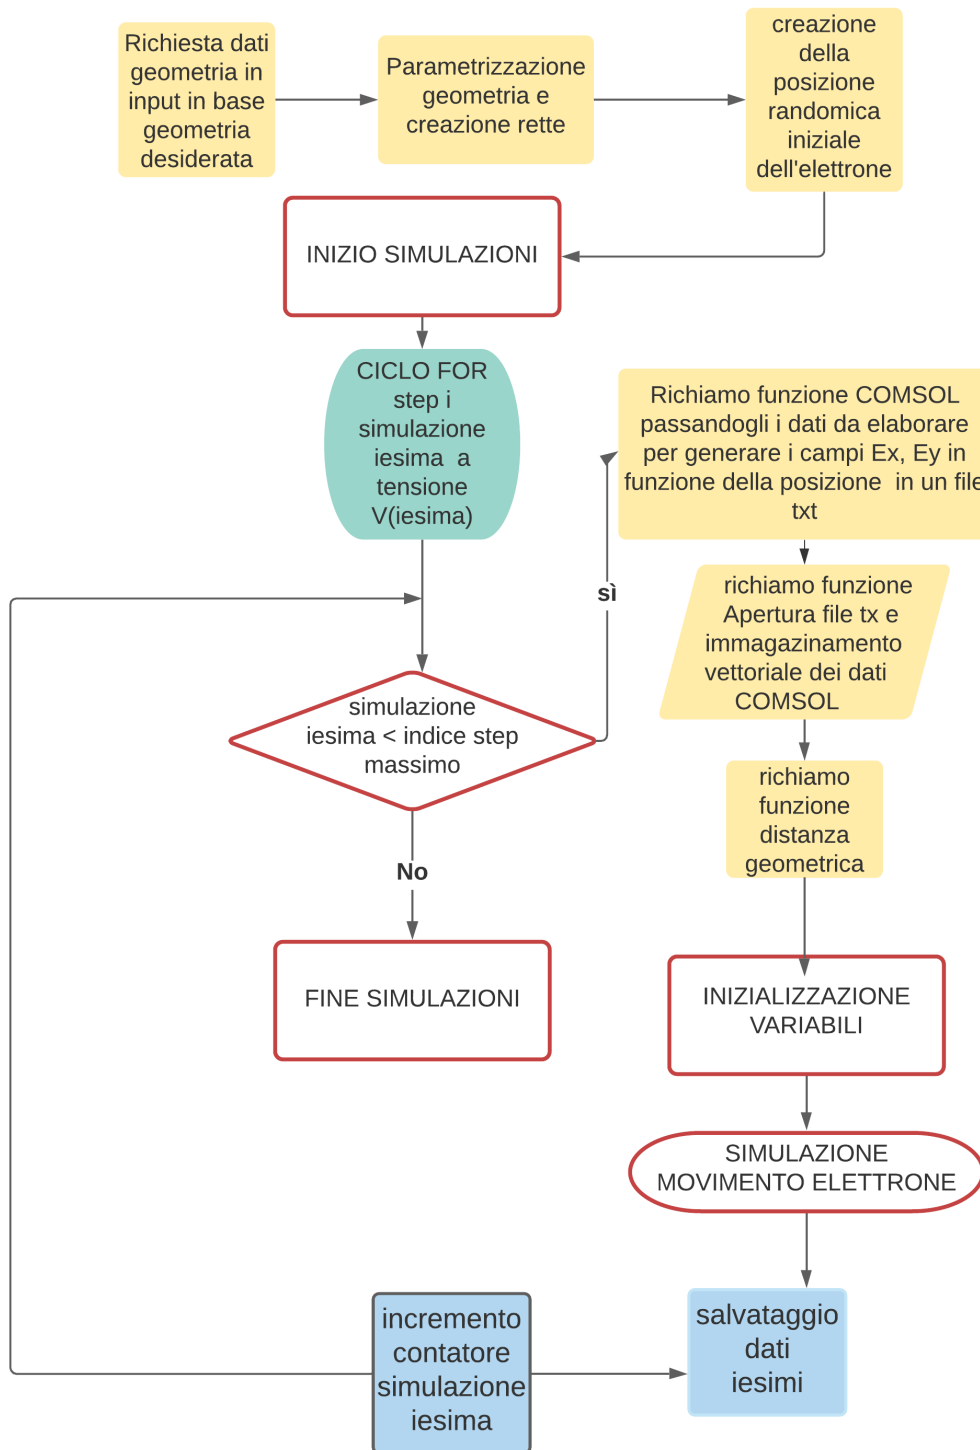 Richiesta dati
geometria in
input in base
geometria
desiderata
Parametrizzazione
geometria e
creazione rette
creazione
della
posizione
randomica
iniziale
dell'elettrone
INIZIO SIMULAZIONI
CICLO FOR
step i
simulazione
iesima a
tensione
V(iesima)
Richiamo funzione COMSOL
passandogli i dati da elaborare
per generare i campi Ex, Ey in
funzione della posizione in un file
txt
sì
richiamo funzione
Apertura file tx e
immagazinamento
vettoriale dei dati
COMSOL
simulazione
iesima < indice step
massimo
richiamo
funzione
distanza
geometrica
No
FINE SIMULAZIONI
INIZIALIZZAZIONE
VARIABILI
SIMULAZIONE
MOVIMENTO ELETTRONE
incremento
contatore
simulazione
iesima
salvataggio
dati
iesimi